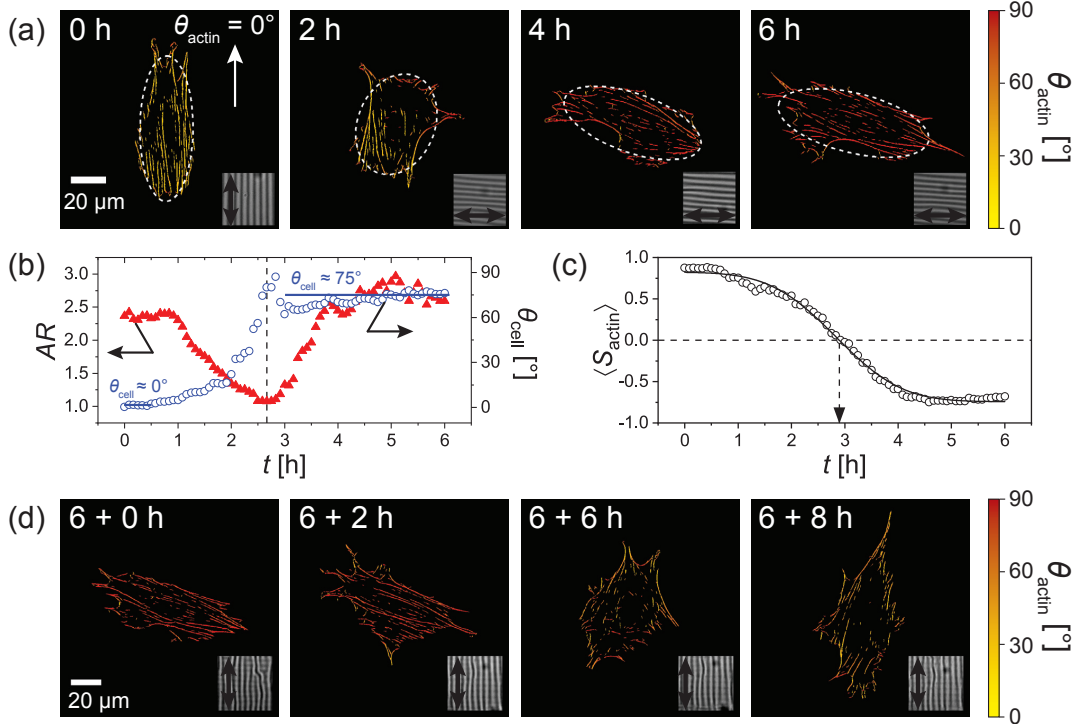 (a)
0 h
θactin = 0°
2 h
4 h
6 h
20 µm
90
60
30
0
θactin [°]
(b)
AR
3.0
2.5
2.0
1.5
1.0
θcell ≈ 0°
θcell ≈ 75°
90
60
30
0
θcell [°]
0 1 2 3 4 5 6
t [h]
(c)
⟨Sactin⟩
1.0
0.5
0.0
-0.5
-1.0
0 1 2 3 4 5 6
t [h]
(d)
6 + 0 h
6 + 2 h
6 + 6 h
6 + 8 h
20 µm
90
60
30
0
θactin [°]